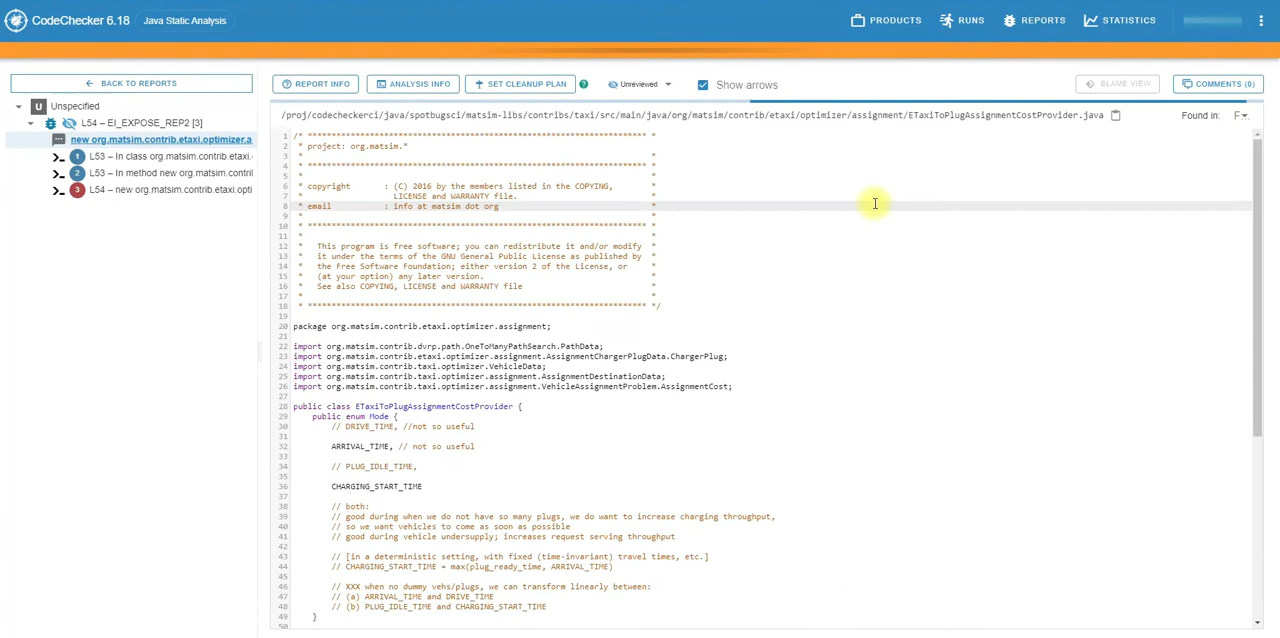 CodeChecker 6.18 Java Static Analysis PRODUCTS RUNS REPORTS STATISTICS
BACK TO REPORTS
U Unspecified
L54 – EI_EXPOSE_REP2 [3]
new org.matsim.contrib.etaxi.optimizer.a
1 L53 – In class org.matsim.contrib.etaxi.
2 L53 – In method new org.matsim.contril
3 L54 – new org.matsim.contrib.etaxi.opti
REPORT INFO ANALYSIS INFO SET CLEANUP PLAN ? Unreviewed Show arrows BLAME VIEW COMMENTS (0)
/proj/codecheckerci/java/spotbugsci/matsim-libs/contribs/taxi/src/main/java/org/matsim/contrib/etaxi/optimizer/assignment/ETaxiToPlugAssignmentCostProvider.java Found in: F
1 /* *********************************************************************** *
2 * project: org.matsim.*
3 * *
4 * *********************************************************************** *
5 * *
6 * copyright : (C) 2016 by the members listed in the COPYING, *
7 * LICENSE and WARRANTY file. *
8 * email : info at matsim dot org *
9 * *
10 * *********************************************************************** *
11 * *
12 * This program is free software; you can redistribute it and/or modify *
13 * it under the terms of the GNU General Public License as published by *
14 * the Free Software Foundation; either version 2 of the License, or *
15 * (at your option) any later version. *
16 * See also COPYING, LICENSE and WARRANTY file *
17 * *
18 * *********************************************************************** */
19
20 package org.matsim.contrib.etaxi.optimizer.assignment;
21
22 import org.matsim.contrib.dvrp.path.OneToManyPathSearch.PathData;
23 import org.matsim.contrib.etaxi.optimizer.assignment.AssignmentChargerPlugData.ChargerPlug;
24 import org.matsim.contrib.taxi.optimizer.VehicleData;
25 import org.matsim.contrib.taxi.optimizer.assignment.AssignmentDestinationData;
26 import org.matsim.contrib.taxi.optimizer.assignment.VehicleAssignmentProblem.AssignmentCost;
27
28 public class ETaxiToPlugAssignmentCostProvider {
29 public enum Mode {
30 // DRIVE_TIME, //not so useful
31
32 ARRIVAL_TIME, // not so useful
33
34 // PLUG_IDLE_TIME,
35
36 CHARGING_START_TIME
37
38 // both:
39 // good during when we do not have so many plugs, we do want to increase charging throughput,
40 // so we want vehicles to come as soon as possible
41 // good during vehicle undersupply; increases request serving throughput
42
43 // [in a deterministic setting, with fixed (time-invariant) travel times, etc.]
44 // CHARGING_START_TIME = max(plug_ready_time, ARRIVAL_TIME)
45
46 // XXX when no dummy vehs/plugs, we can transform linearly between:
47 // (a) ARRIVAL_TIME and DRIVE_TIME
48 // (b) PLUG_IDLE_TIME and CHARGING_START_TIME
49 }
50